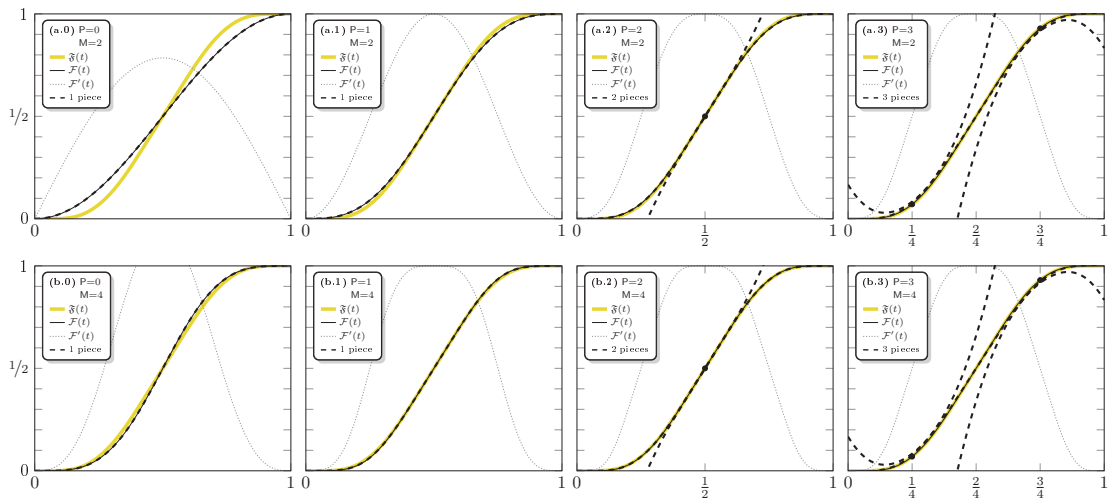 1
1/2
0
(a.0) P=0
M=2
𝔉(t)
ℱ(t)
ℱ′(t)
1 piece
0 1
(a.1) P=1
M=2
𝔉(t)
ℱ(t)
ℱ′(t)
1 piece
0 1
(a.2) P=2
M=2
𝔉(t)
ℱ(t)
ℱ′(t)
2 pieces
0 1/2 1
(a.3) P=3
M=2
𝔉(t)
ℱ(t)
ℱ′(t)
3 pieces
0 1/4 2/4 3/4 1
1
1/2
0
(b.0) P=0
M=4
𝔉(t)
ℱ(t)
ℱ′(t)
1 piece
0 1
(b.1) P=1
M=4
𝔉(t)
ℱ(t)
ℱ′(t)
1 piece
0 1
(b.2) P=2
M=4
𝔉(t)
ℱ(t)
ℱ′(t)
2 pieces
0 1/2 1
(b.3) P=3
M=4
𝔉(t)
ℱ(t)
ℱ′(t)
3 pieces
0 1/4 2/4 3/4 1